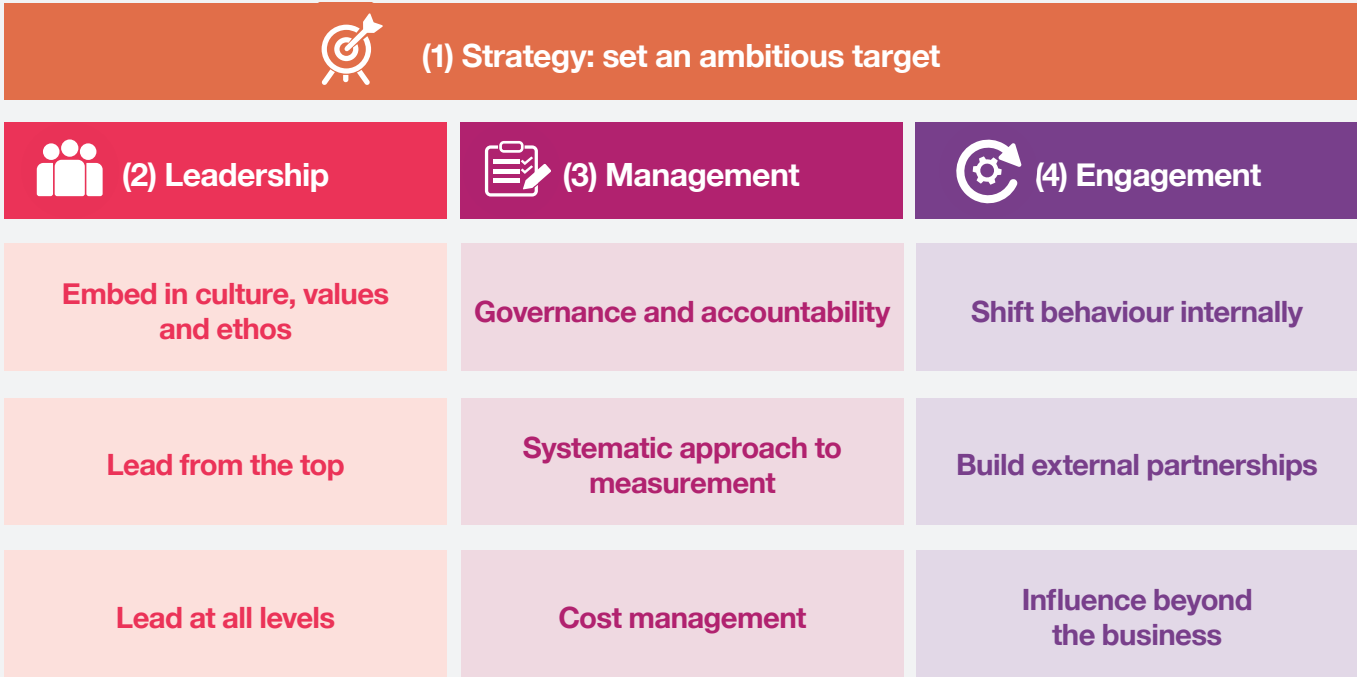 (1) Strategy: set an ambitious target
(2) Leadership
(3) Management
(4) Engagement
Embed in culture, values
and ethos
Governance and accountability
Shift behaviour internally
Lead from the top
Systematic approach to
measurement
Build external partnerships
Lead at all levels
Cost management
Influence beyond
the business